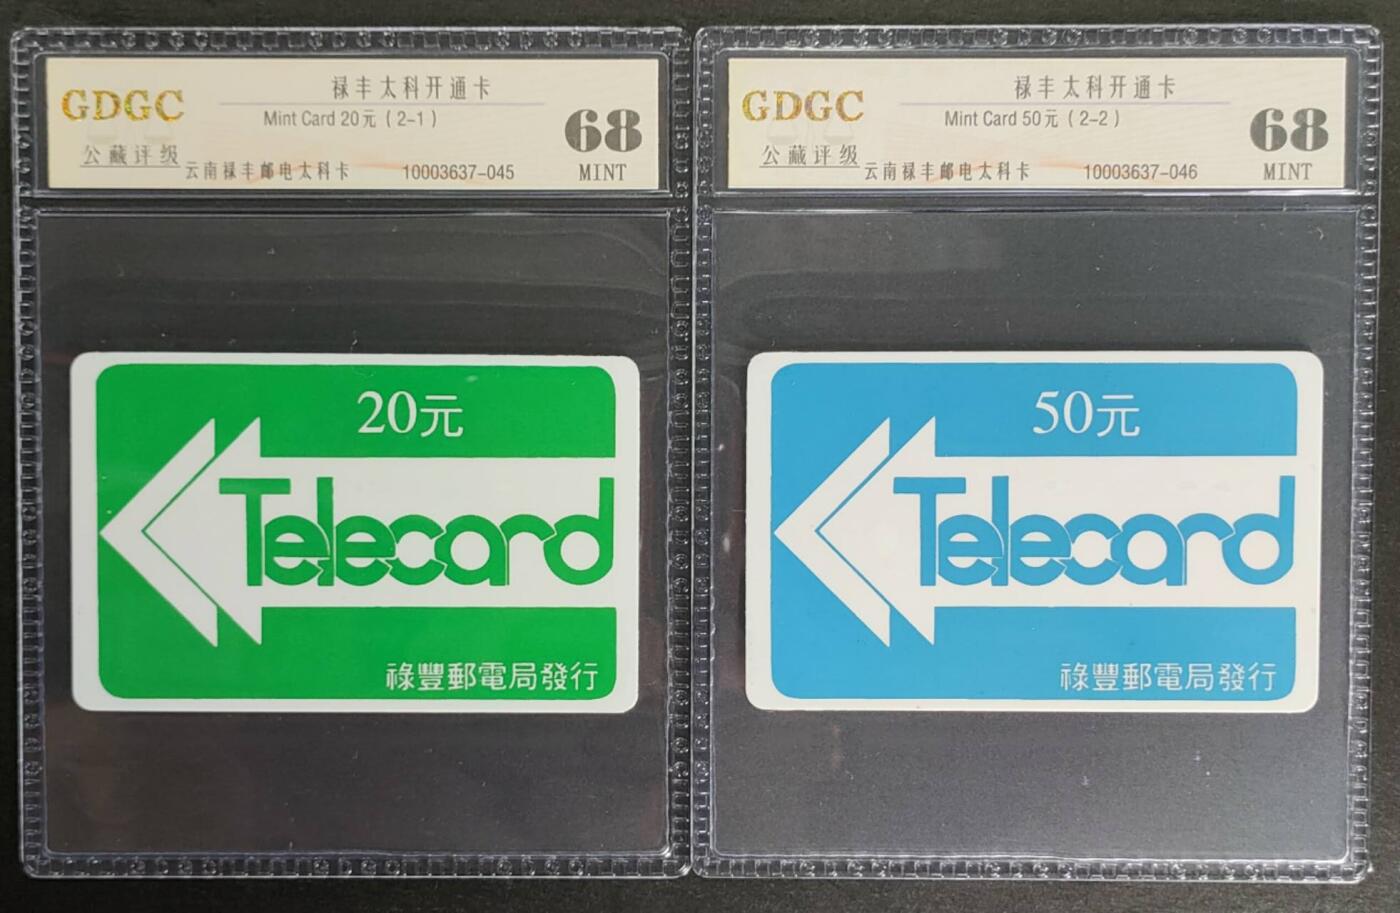 GDGC
公藏评级
禄丰太科开通卡
Mint Card 20元（2-1）
云南禄丰邮电太科卡 10003637-045
68
MINT
20元
Telecard
祿豐郵電局發行
GDGC
公藏评级
禄丰太科开通卡
Mint Card 50元（2-2）
云南禄丰邮电太科卡 10003637-046
68
MINT
50元
Telecard
祿豐郵電局發行